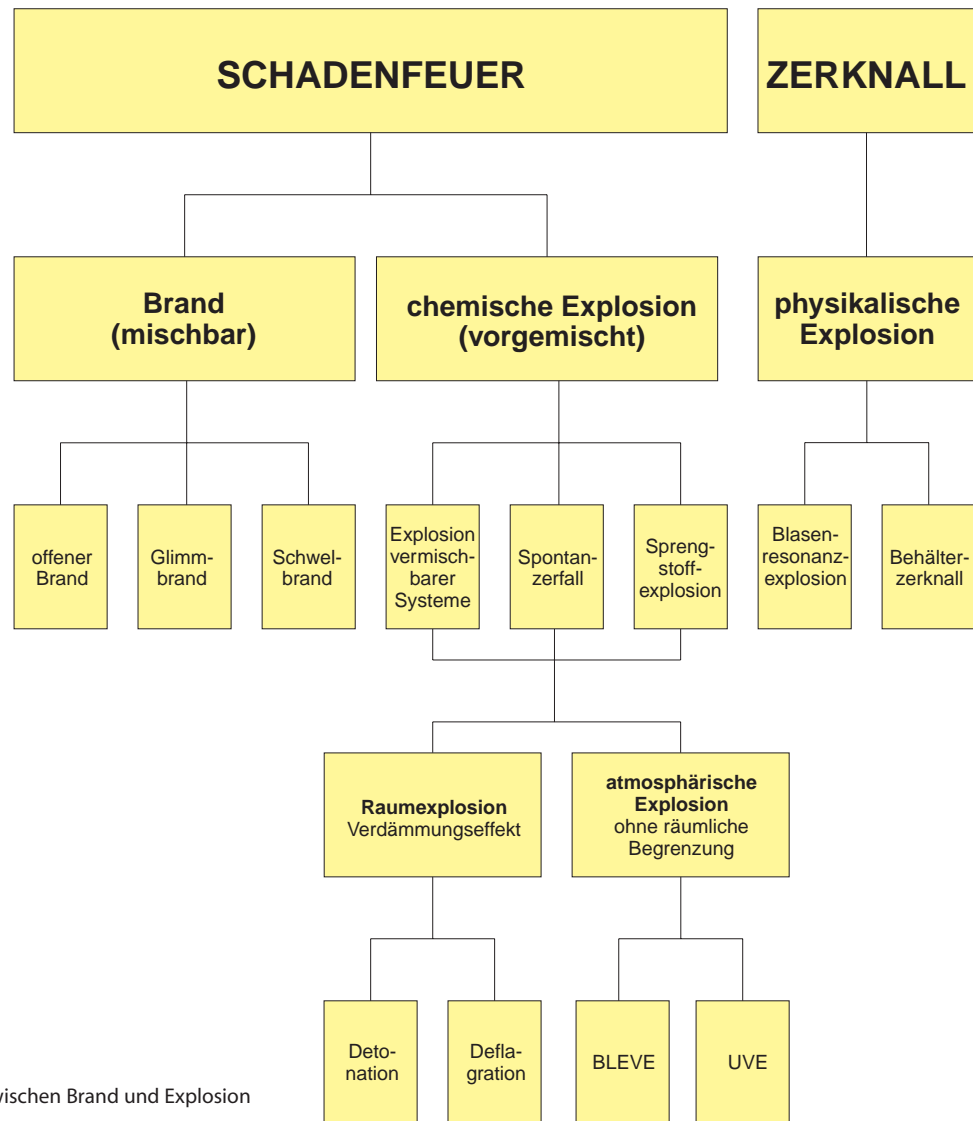 SCHADENFEUER
ZERKNALL
Brand
(mischbar)
chemische Explosion
(vorgemischt)
physikalische
Explosion
offener
Brand
Glimm-
brand
Schwel-
brand
Explosion
vermisch-
barer
Systeme
Spontan-
zerfall
Spreng-
stoff-
explosion
Blasen-
resonanz-
explosion
Behälter-
zerknall
Raumexplosion
Verdämmungseffekt
atmosphärische
Explosion
ohne räumliche
Begrenzung
Deto-
nation
Defla-
gration
BLEVE
UVE
Brand und Explosion